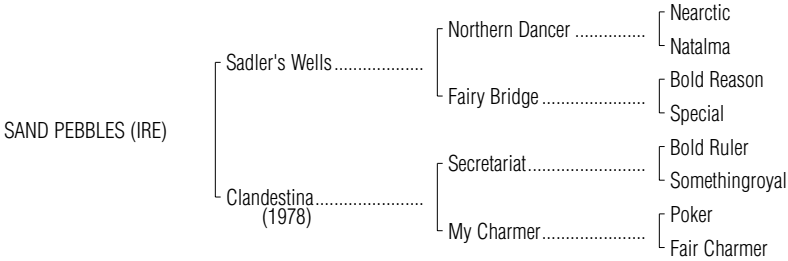 Nearctic
Northern Dancer ...............
Natalma
Sadler's Wells...................
Bold Reason
Fairy Bridge ......................
Special
SAND PEBBLES (IRE)
Bold Ruler
Secretariat.........................
Somethingroyal
Clandestina.......................
(1978)
Poker
My Charmer......................
Fair Charmer